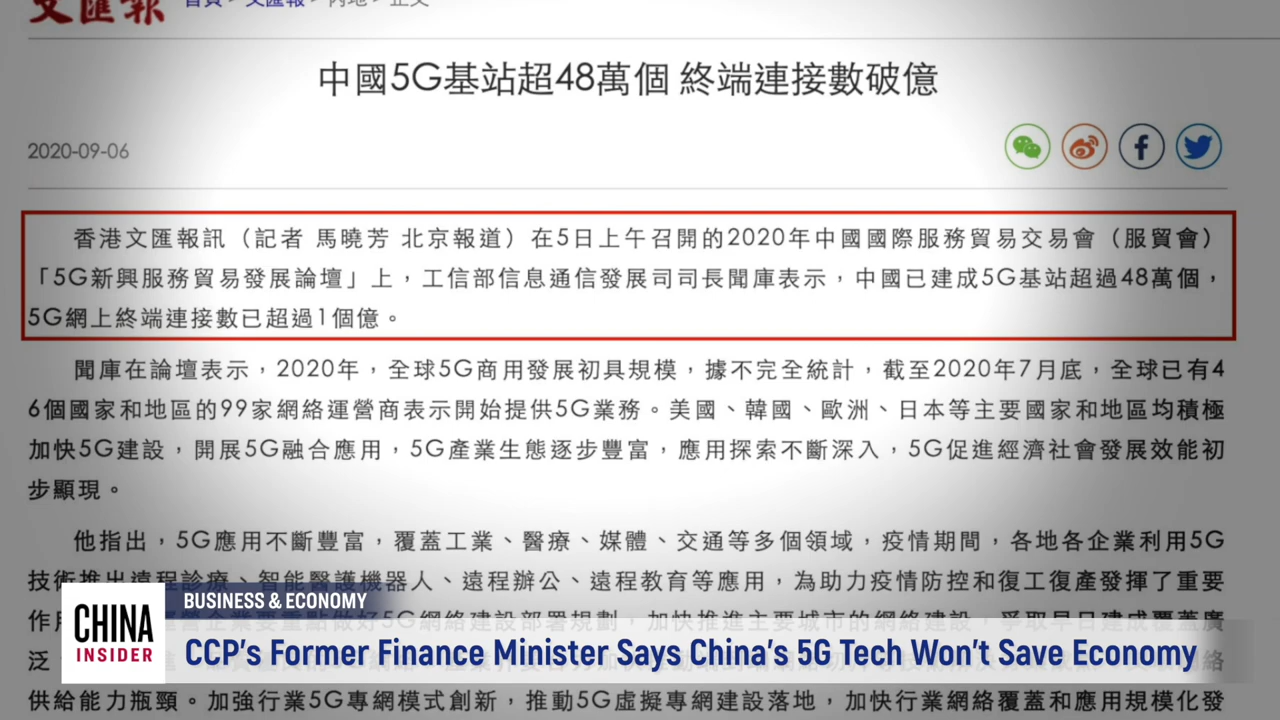 文匯報 首頁 > 文匯報 > 內地 > 正文
中國5G基站超48萬個 終端連接數破億
2020-09-06
香港文匯報訊（記者 馬曉芳 北京報道）在5日上午召開的2020年中國國際服務貿易交易會（服貿會）
「5G新興服務貿易發展論壇」上，工信部信息通信發展司司長聞庫表示，中國已建成5G基站超過48萬個，
5G網上終端連接數已超過1個億。
聞庫在論壇表示，2020年，全球5G商用發展初具規模，據不完全統計，截至2020年7月底，全球已有4
6個國家和地區的99家網絡運營商表示開始提供5G業務。美國、韓國、歐洲、日本等主要國家和地區均積極
加快5G建設，開展5G融合應用，5G產業生態逐步豐富，應用探索不斷深入，5G促進經濟社會發展效能初
步顯現。
他指出，5G應用不斷豐富，覆蓋工業、醫療、媒體、交通等多個領域，疫情期間，各地各企業利用5G
技術推出遠程診療、智能醫護機器人、遠程辦公、遠程教育等應用，為助力疫情防控和復工復產發揮了重要
作用 運營企業要重點做好5G網絡建設部署規劃，加快推進主要城市的網絡建設，爭取早日建成覆蓋廣
泛
供給能力瓶頸。加強行業5G專網模式創新，推動5G虛擬專網建設落地，加快行業網絡覆蓋和應用規模化發
CHINA
INSIDER
BUSINESS & ECONOMY
CCP's Former Finance Minister Says China's 5G Tech Won't Save Economy